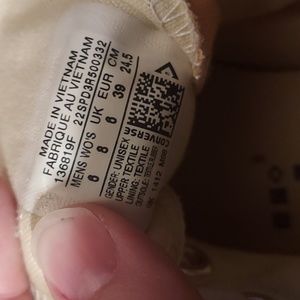 MADE IN VIETNAM
FABRIQUE AU VIETNAM
136819F 22SPD3R500332
MENS WO'S UK EUR CM
6 8 6 39 24.5
GENDER: UNISEX
UPPER: TEXTILE
LINING: TEXTILE
CONVERSE